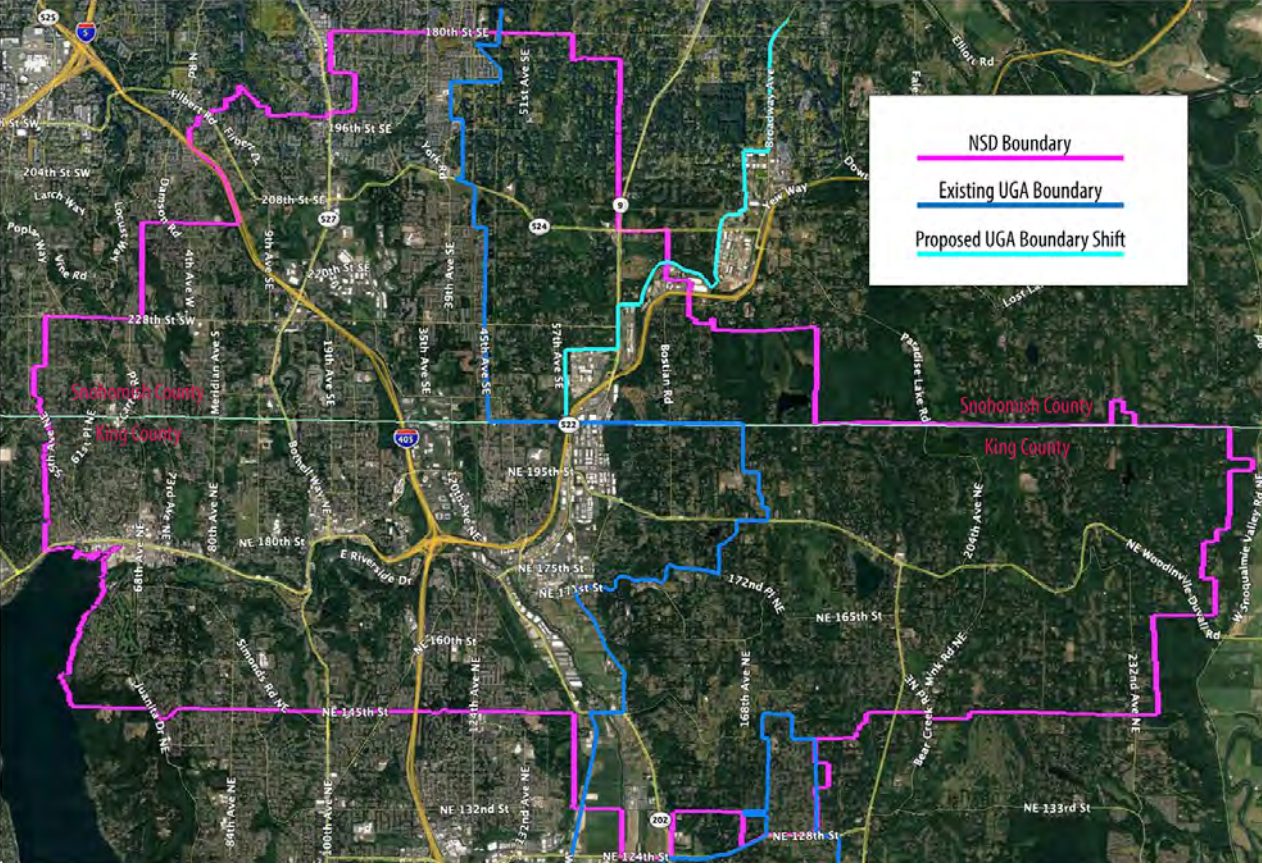 525
5
180th St SE
51st Ave SE
Broadway Ave
Elliott Rd
NSD Boundary
Existing UGA Boundary
Proposed UGA Boundary Shift
N Rd
Filbert Rd
196th St SE
York Rd
204th St SW
Larch Way
Locust Way
Damson Rd
208th St SE
527
524
9
Yew Way
Poplar Way
Vine Rd
4th Ave W
9th Ave SE
220th St SE
39th Ave SE
228th St SW
Meridian Ave S
19th Ave SE
35th Ave SE
45th Ave SE
57th Ave SE
Bostian Rd
Paradise Lake Rd
Snohomish County
King County
Snohomish County
King County
61st Pl NE
405
522
NE 195th St
73rd Ave NE
80th Ave NE
68th Ave NE
NE 180th St
E Riverside Dr
120th Ave NE
NE 175th St
NE 171st St
172nd Pl NE
NE 165th St
204th Ave NE
NE Woodinville-Duvall Rd
W Snoqualmie Valley Rd NE
NE 160th St
Simonds Rd NE
124th Ave NE
168th Ave NE
232nd Ave NE
Juanita Dr NE
NE 145th St
NE 132nd St
132nd Ave NE
202
NE 128th St
NE 133rd St
NE 124th St